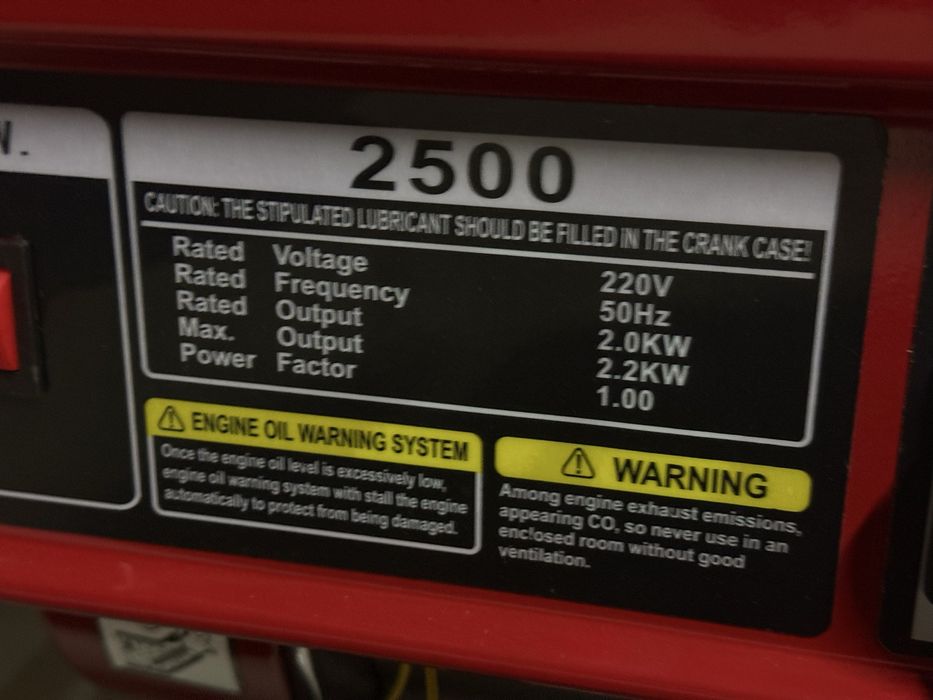 2500
CAUTION: THE STIPULATED LUBRICANT SHOULD BE FILLED IN THE CRANK CASE!
Rated Voltage 220V
Rated Frequency 50Hz
Rated Output 2.0KW
Max. Output 2.2KW
Power Factor 1.00
ENGINE OIL WARNING SYSTEM
Once the engine oil level is excessively low,
engine oil warning system with stall the engine
automatically to protect from being damaged.
WARNING
Among engine exhaust emissions,
appearing CO, so never use in an
enclosed room without good
ventilation.